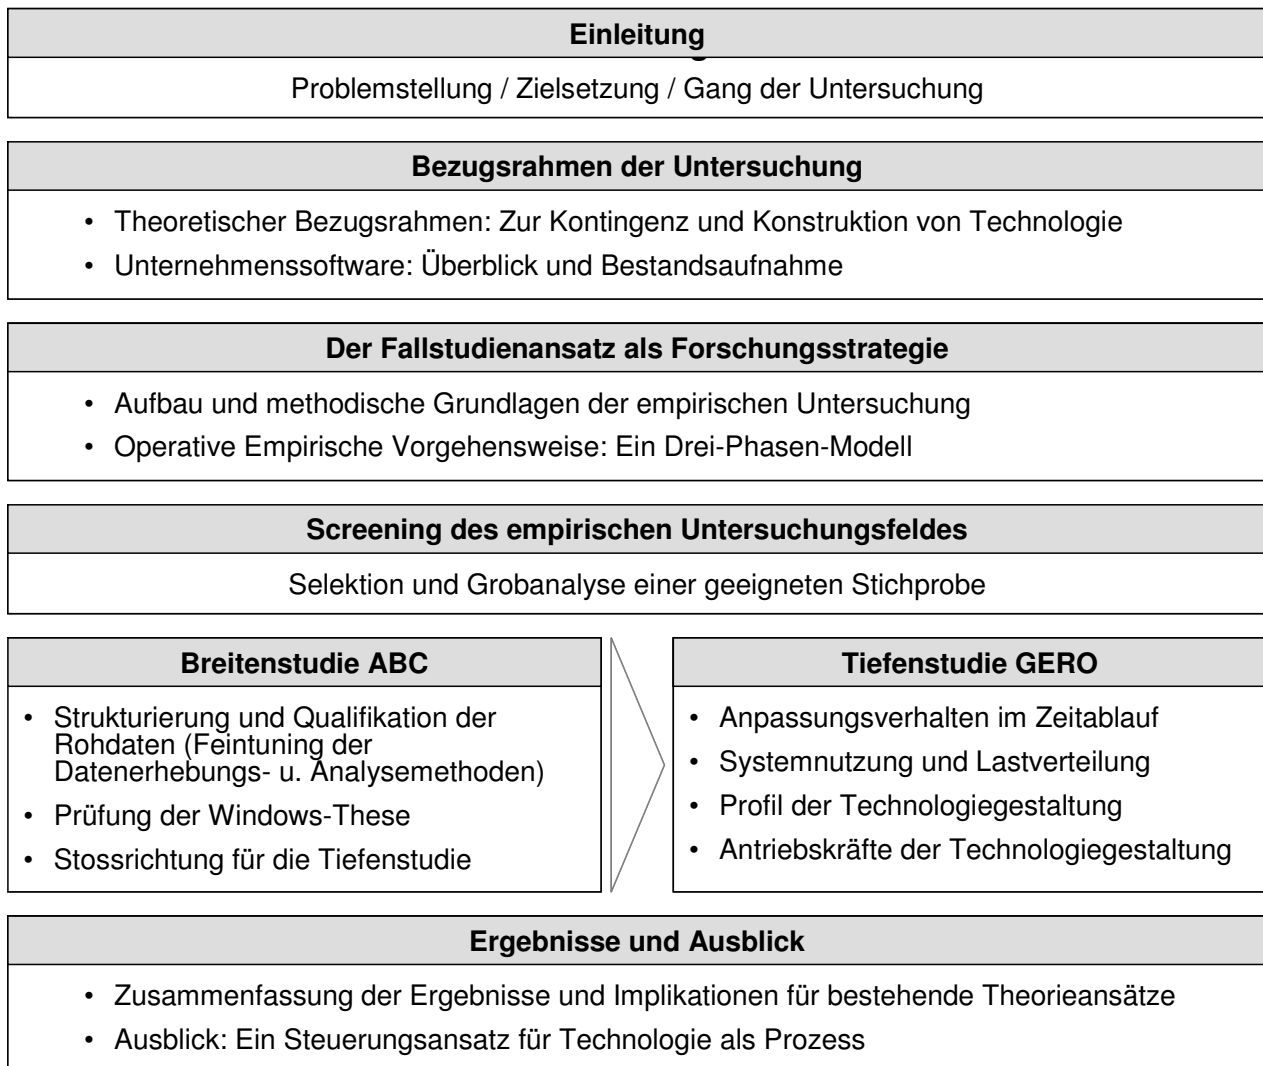 Einleitung
Problemstellung / Zielsetzung / Gang der Untersuchung
Bezugsrahmen der Untersuchung
• Theoretischer Bezugsrahmen: Zur Kontingenz und Konstruktion von Technologie
• Unternehmenssoftware: Überblick und Bestandsaufnahme
Der Fallstudienansatz als Forschungsstrategie
• Aufbau und methodische Grundlagen der empirischen Untersuchung
• Operative Empirische Vorgehensweise: Ein Drei-Phasen-Modell
Screening des empirischen Untersuchungsfeldes
Selektion und Grobanalyse einer geeigneten Stichprobe
Breitenstudie ABC
• Strukturierung und Qualifikation der
Rohdaten (Feintuning der
Datenerhebungs- u. Analysemethoden)
• Prüfung der Windows-These
• Stossrichtung für die Tiefenstudie
Tiefenstudie GERO
• Anpassungsverhalten im Zeitablauf
• Systemnutzung und Lastverteilung
• Profil der Technologiegestaltung
• Antriebskräfte der Technologiegestaltung
Ergebnisse und Ausblick
• Zusammenfassung der Ergebnisse und Implikationen für bestehende Theorieansätze
• Ausblick: Ein Steuerungsansatz für Technologie als Prozess